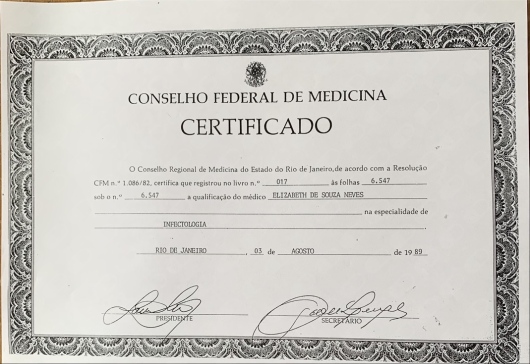 CONSELHO FEDERAL DE MEDICINA
CERTIFICADO
O Conselho Regional de Medicina do Estado do Rio de Janeiro, de acordo com a Resolução
CFM n.º 1.086/82, certifica que registrou no livro n.º 017 às folhas 6.547
sob o n.º 6.547 a qualificação do médico ELIZABETH DE SOUZA NEVES
na especialidade de
INFECTOLOGIA
RIO DE JANEIRO, 03 de AGOSTO de 1989
PRESIDENTE SECRETÁRIO